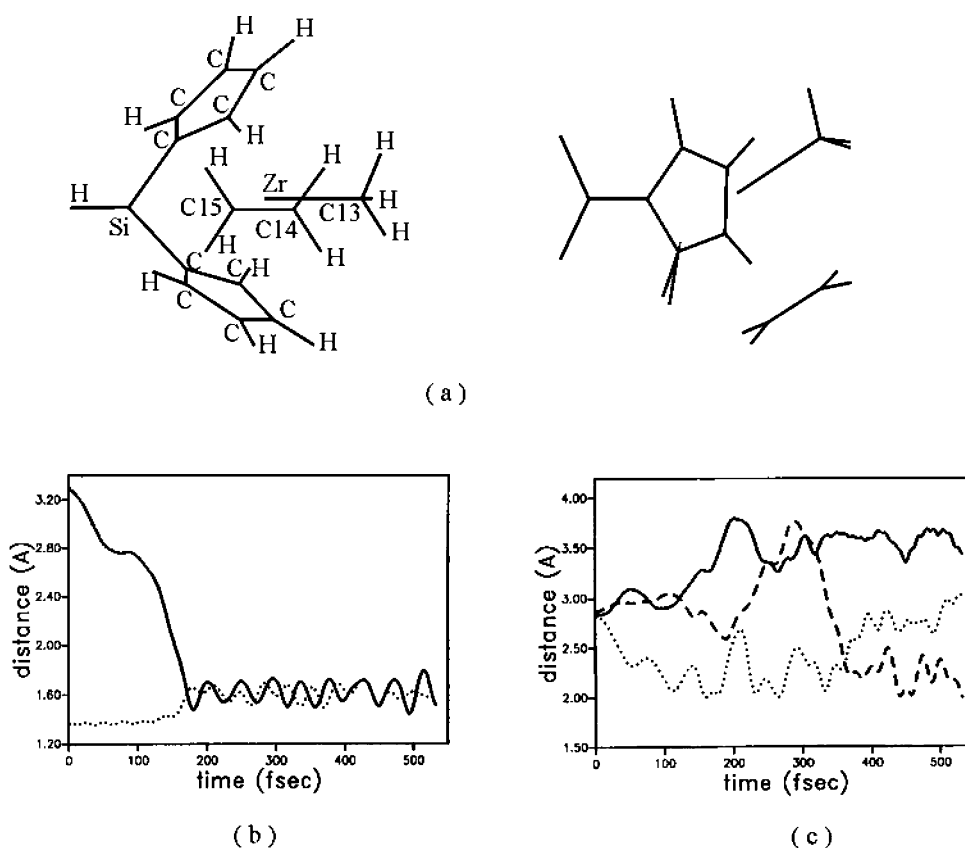 H
H
C
C
C
C
H
C
H
H
H
H
Zr
H
C15
C13
H
Si
C14
H
H
H
C
C
H
H
C
C
C
H
H
( a )
3.20
2.80
2.40
2.00
1.60
1.20
distance (A)
0
100
200
300
400
500
time (fsec)
( b )
4.00
3.50
3.00
2.50
2.00
1.50
distance (A)
0
100
200
300
400
500
time (fsec)
( c )